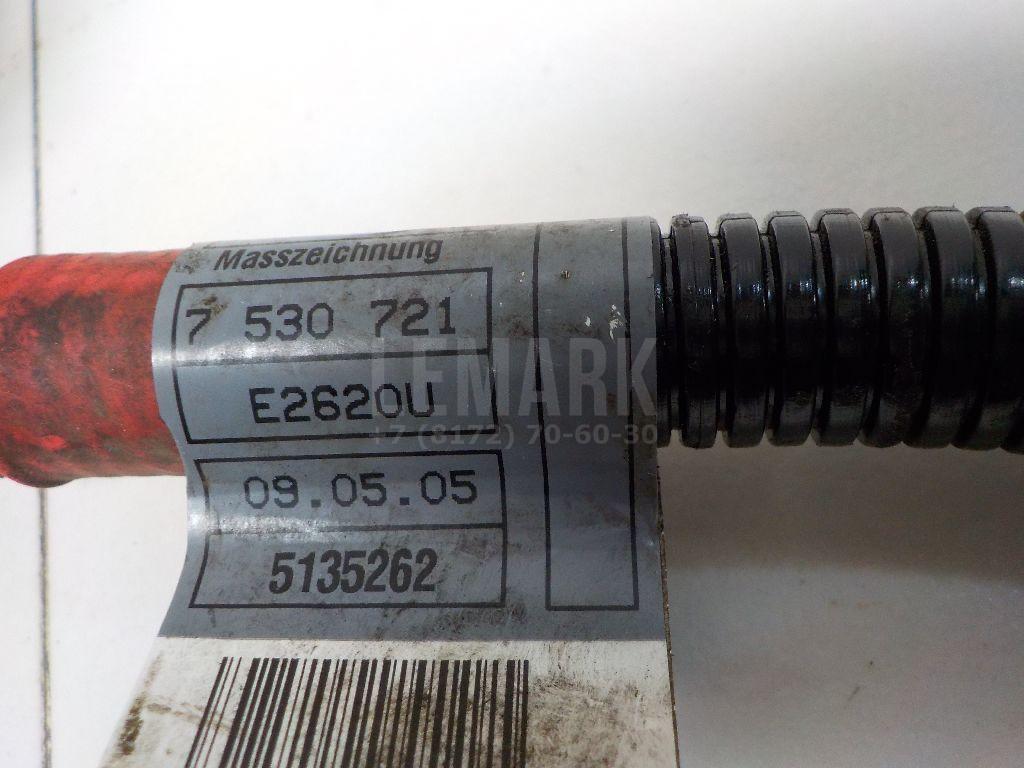 Masszeichnung
7 530 721
E2620U
LEMARK
+7 (8172) 70-60-30
09.05.05
5135262